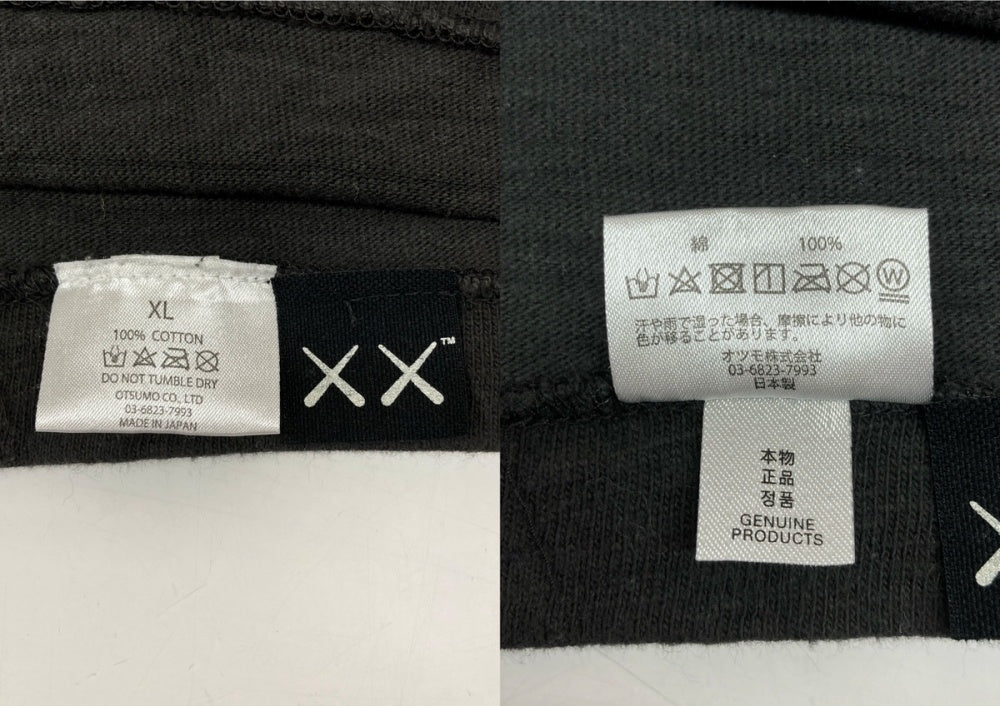 XL
100% COTTON
DO NOT TUMBLE DRY
OTSUMO CO., LTD
03-6823-7993
MADE IN JAPAN
XX™
綿 100%
W
汗や雨で湿った場合、摩擦により他の物に
色が移ることがあります。
オツモ株式会社
03-6823-7993
日本製
本物
正品
정품
GENUINE
PRODUCTS